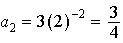 a₂ = 3(2)⁻² = 3/4